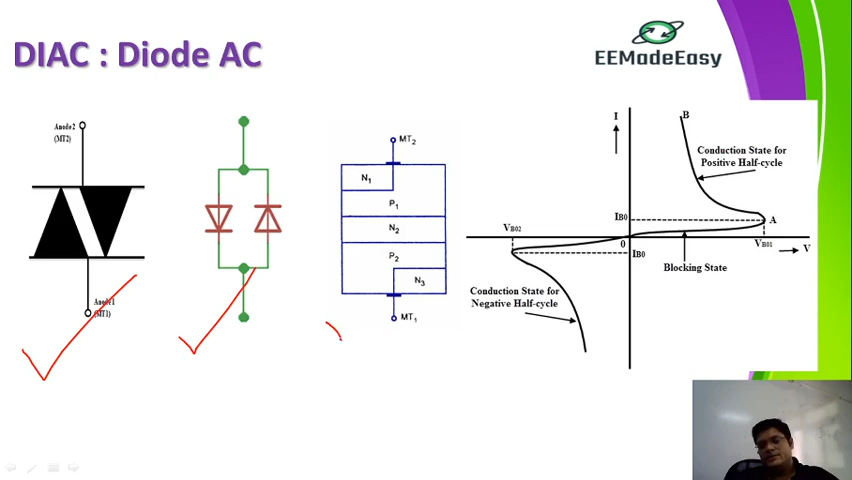 DIAC : Diode AC
EEMadeEasy
Anode2
(MT2)
Anode1
(MT1)
MT2
N1
P1
N2
P2
N3
MT1
I
B
Conduction State for
Positive Half-cycle
IB0
A
VB02
0
VB01
V
IB0
Blocking State
Conduction State for
Negative Half-cycle